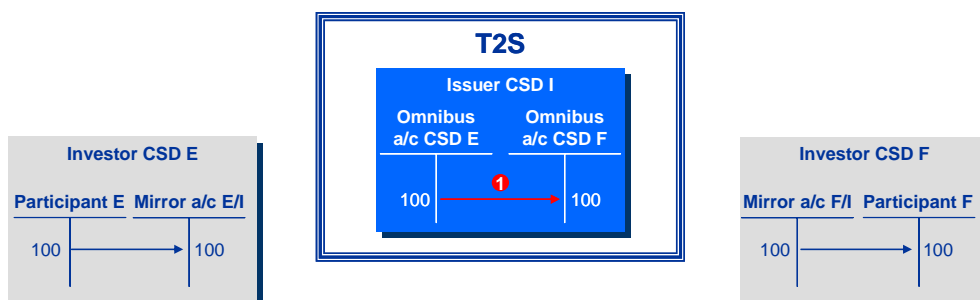 T2S
Issuer CSD I
Omnibus a/c CSD E
Omnibus a/c CSD F
100
1
100
Investor CSD E
Participant E
Mirror a/c E/I
100
100
Investor CSD F
Mirror a/c F/I
Participant F
100
100